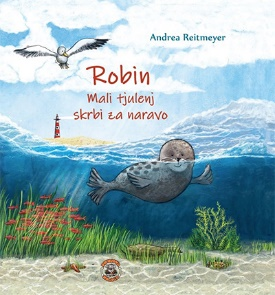 Andrea Reitmeyer
Robin
Mali tjulenj
skrbi za naravo